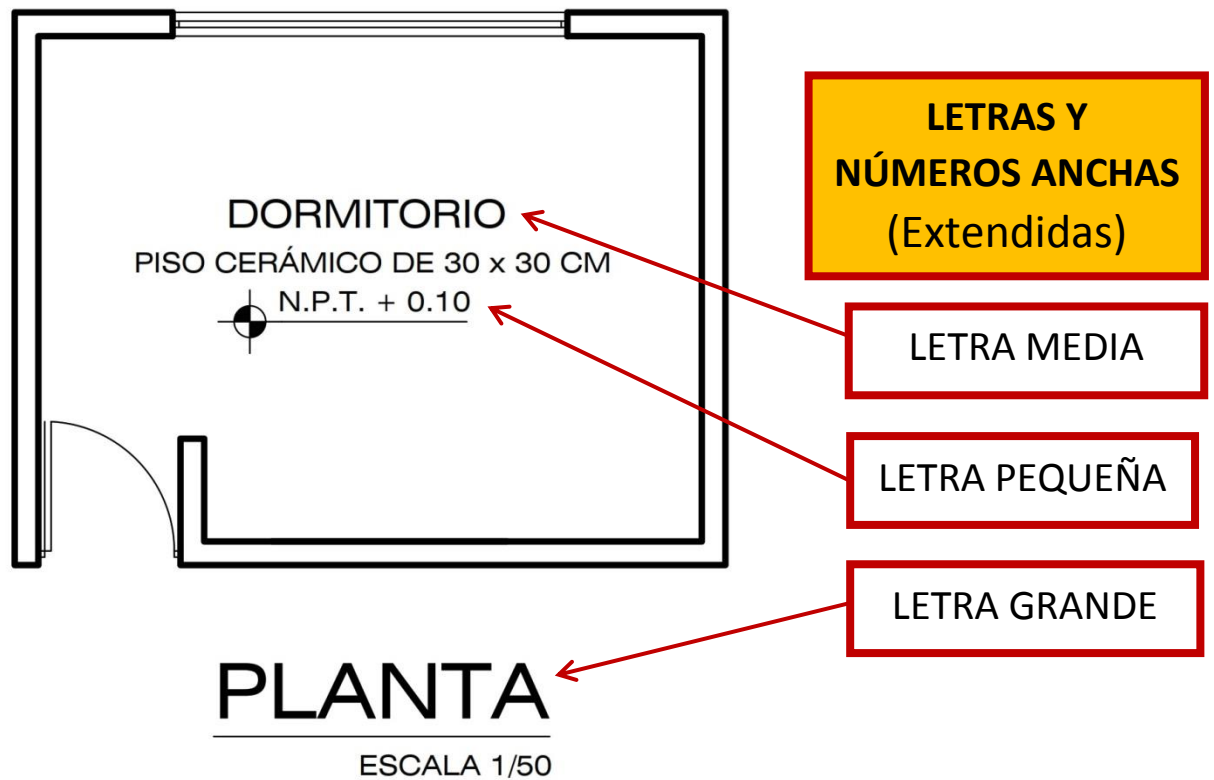 DORMITORIO
PISO CERÁMICO DE 30 x 30 CM
N.P.T. + 0.10
PLANTA
ESCALA 1/50
LETRAS Y
NÚMEROS ANCHAS
(Extendidas)
LETRA MEDIA
LETRA PEQUEÑA
LETRA GRANDE